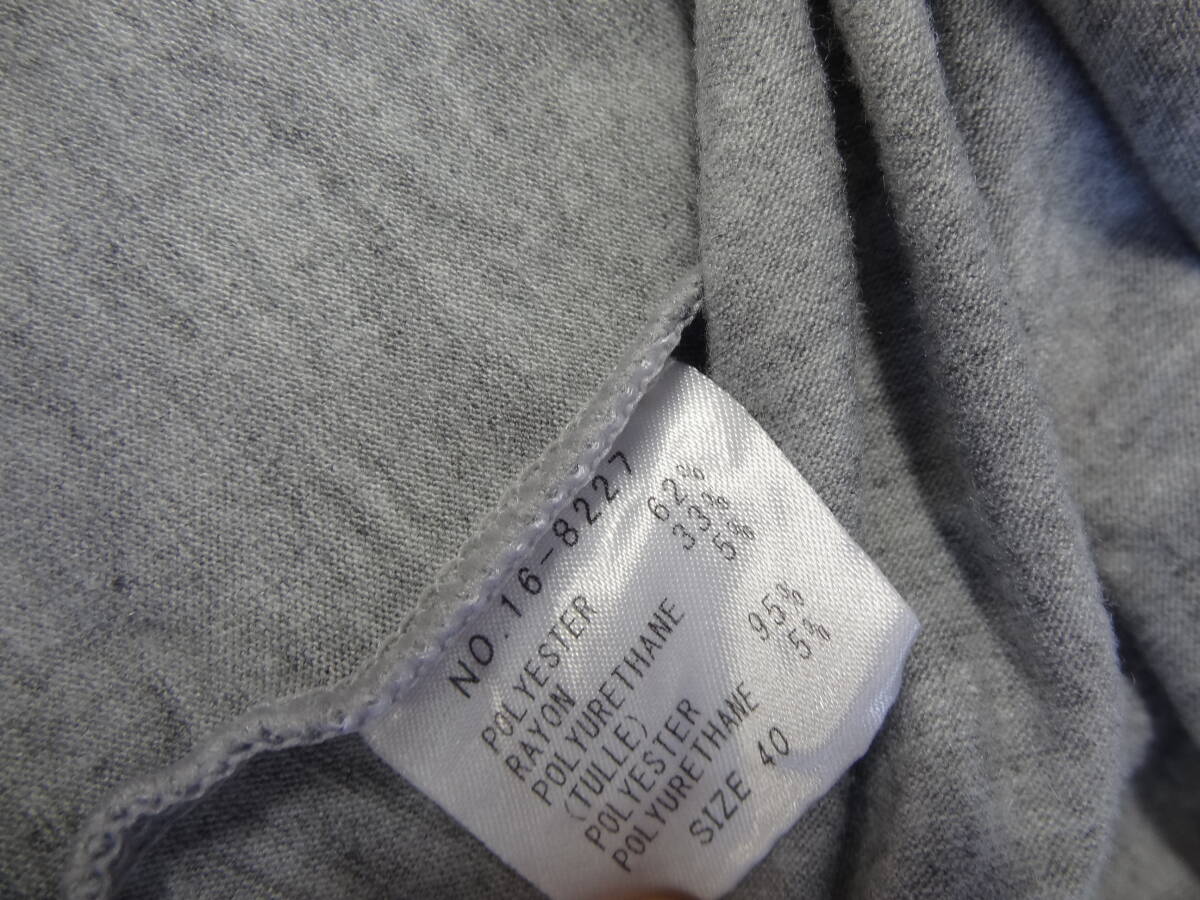 NO. 16-8227
POLYESTER 62%
RAYON 33%
POLYURETHANE 5%
(TULLE)
POLYESTER 95%
POLYURETHANE 5%
SIZE 40